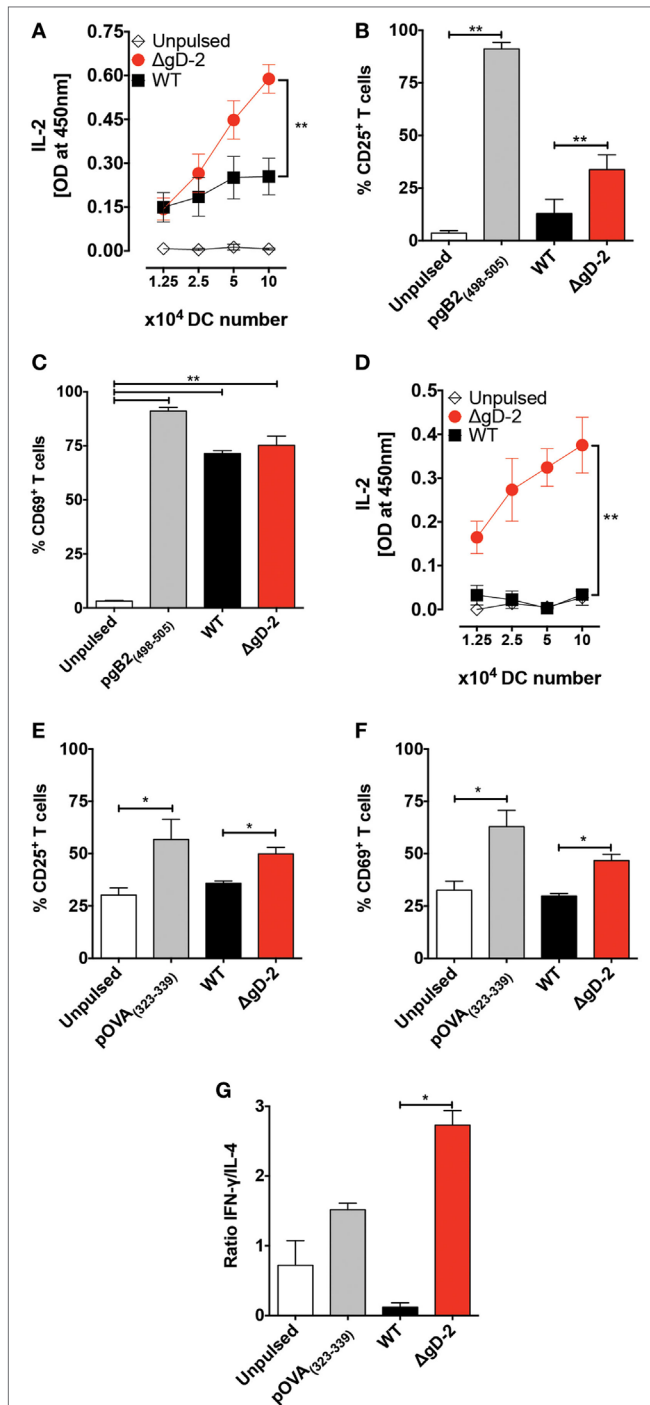 A
Unpulsed
ΔgD-2
WT
IL-2
[OD at 450nm]
0.75
0.60
0.45
0.30
0.15
0.00
**
1.25 2.5 5 10
x10⁴ DC number
B
% CD25⁺ T cells
100
75
50
25
0
**
**
Unpulsed
pgB2(498-505)
WT
ΔgD-2
C
% CD69⁺ T cells
100
75
50
25
0
**
Unpulsed
pgB2(498-505)
WT
ΔgD-2
D
Unpulsed
ΔgD-2
WT
IL-2
[OD at 450nm]
0.5
0.4
0.3
0.2
0.1
0.0
**
1.25 2.5 5 10
x10⁴ DC number
E
% CD25⁺ T cells
100
75
50
25
0
*
*
Unpulsed
pOVA(323-339)
WT
ΔgD-2
F
% CD69⁺ T cells
100
75
50
25
0
*
*
Unpulsed
pOVA(323-339)
WT
ΔgD-2
G
Ratio IFN-γ/IL-4
3
2
1
0
*
Unpulsed
pOVA(323-339)
WT
ΔgD-2